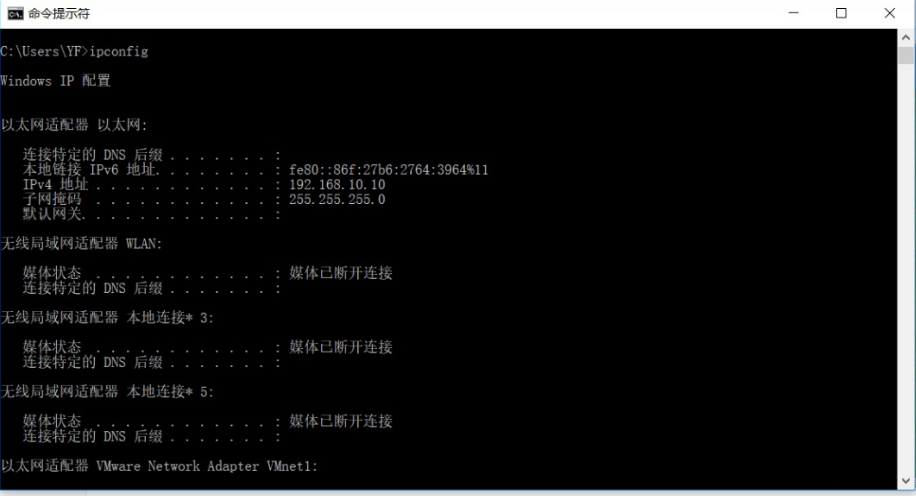 命令提示符
C:\Users\YF>ipconfig
Windows IP 配置
以太网适配器 以太网:
连接特定的 DNS 后缀 . . . . . . . :
本地链接 IPv6 地址. . . . . . . . : fe80::86f:27b6:2764:3964%11
IPv4 地址 . . . . . . . . . . . . : 192.168.10.10
子网掩码 . . . . . . . . . . . . : 255.255.255.0
默认网关. . . . . . . . . . . . . :
无线局域网适配器 WLAN:
媒体状态 . . . . . . . . . . . . : 媒体已断开连接
连接特定的 DNS 后缀 . . . . . . . :
无线局域网适配器 本地连接* 3:
媒体状态 . . . . . . . . . . . . : 媒体已断开连接
连接特定的 DNS 后缀 . . . . . . . :
无线局域网适配器 本地连接* 5:
媒体状态 . . . . . . . . . . . . : 媒体已断开连接
连接特定的 DNS 后缀 . . . . . . . :
以太网适配器 VMware Network Adapter VMnet1: